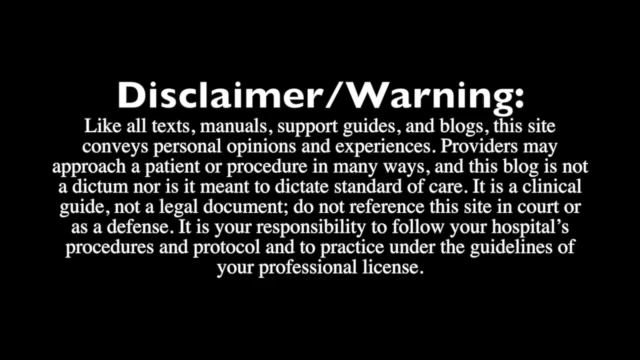 Disclaimer/Warning:
Like all texts, manuals, support guides, and blogs, this site
conveys personal opinions and experiences. Providers may
approach a patient or procedure in many ways, and this blog is not
a dictum nor is it meant to dictate standard of care. It is a clinical
guide, not a legal document; do not reference this site in court or
as a defense. It is your responsibility to follow your hospital’s
procedures and protocol and to practice under the guidelines of
your professional license.